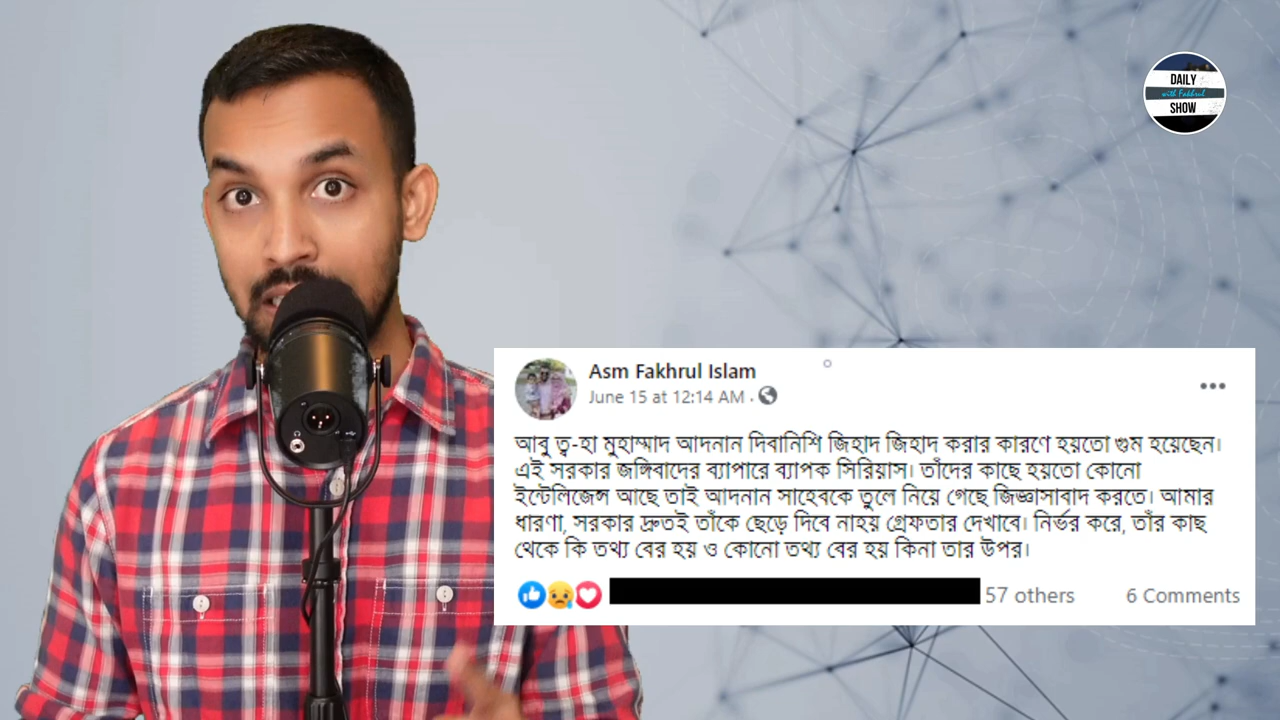 DAILY
with Fakhrul
SHOW
Asm Fakhrul Islam
June 15 at 12:14 AM ·
আবু ত্ব-হা মুহাম্মাদ আদনান দিবানিশি জিহাদ জিহাদ করার কারণে হয়তো গুম হয়েছেন।
এই সরকার জঙ্গিবাদের ব্যাপারে ব্যাপক সিরিয়াস। তাঁদের কাছে হয়তো কোনো
ইন্টেলিজেন্স আছে তাই আদনান সাহেবকে তুলে নিয়ে গেছে জিজ্ঞাসাবাদ করতে। আমার
ধারণা, সরকার দ্রুতই তাঁকে ছেড়ে দিবে নাহয় গ্রেফতার দেখাবে। নির্ভর করে, তাঁর কাছ
থেকে কি তথ্য বের হয় ও কোনো তথ্য বের হয় কিনা তার উপর।
57 others
6 Comments